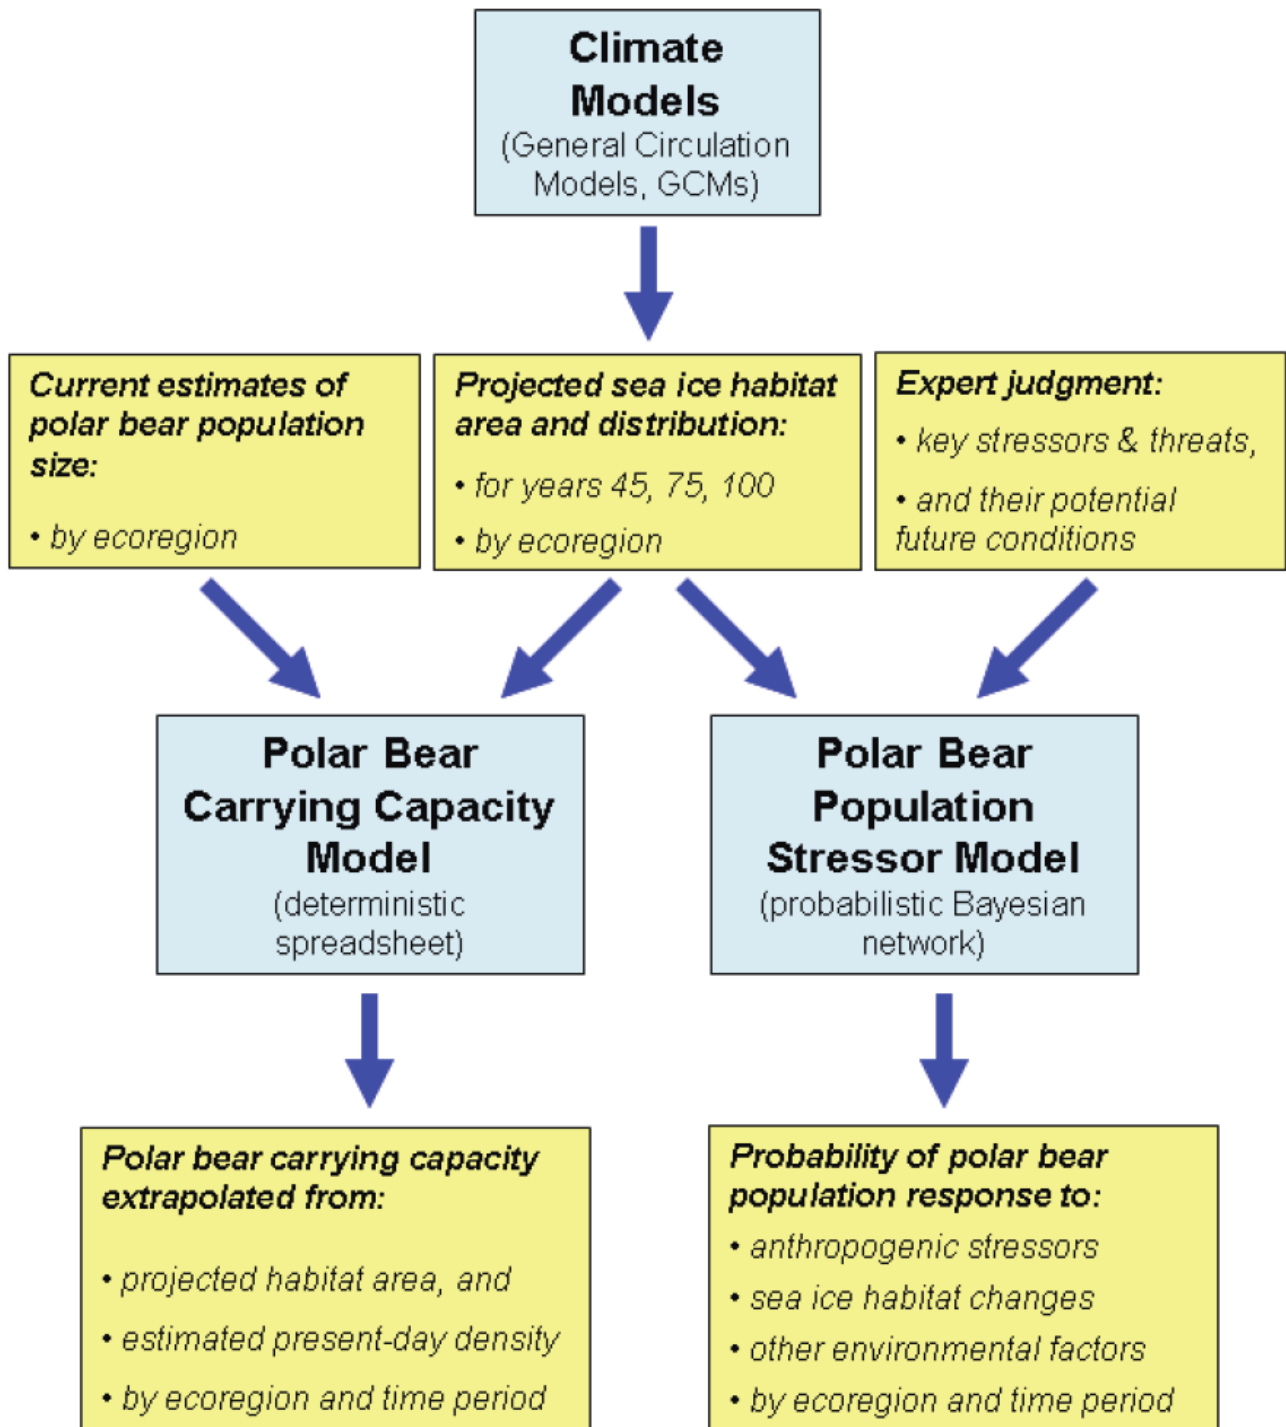 Climate
Models
(General Circulation
Models, GCMs)
Current estimates of
polar bear population
size:
• by ecoregion
Projected sea ice habitat
area and distribution:
• for years 45, 75, 100
• by ecoregion
Expert judgment:
• key stressors & threats,
• and their potential
future conditions
Polar Bear
Carrying Capacity
Model
(deterministic
spreadsheet)
Polar Bear
Population
Stressor Model
(probabilistic Bayesian
network)
Polar bear carrying capacity
extrapolated from:
• projected habitat area, and
• estimated present-day density
• by ecoregion and time period
Probability of polar bear
population response to:
• anthropogenic stressors
• sea ice habitat changes
• other environmental factors
• by ecoregion and time period